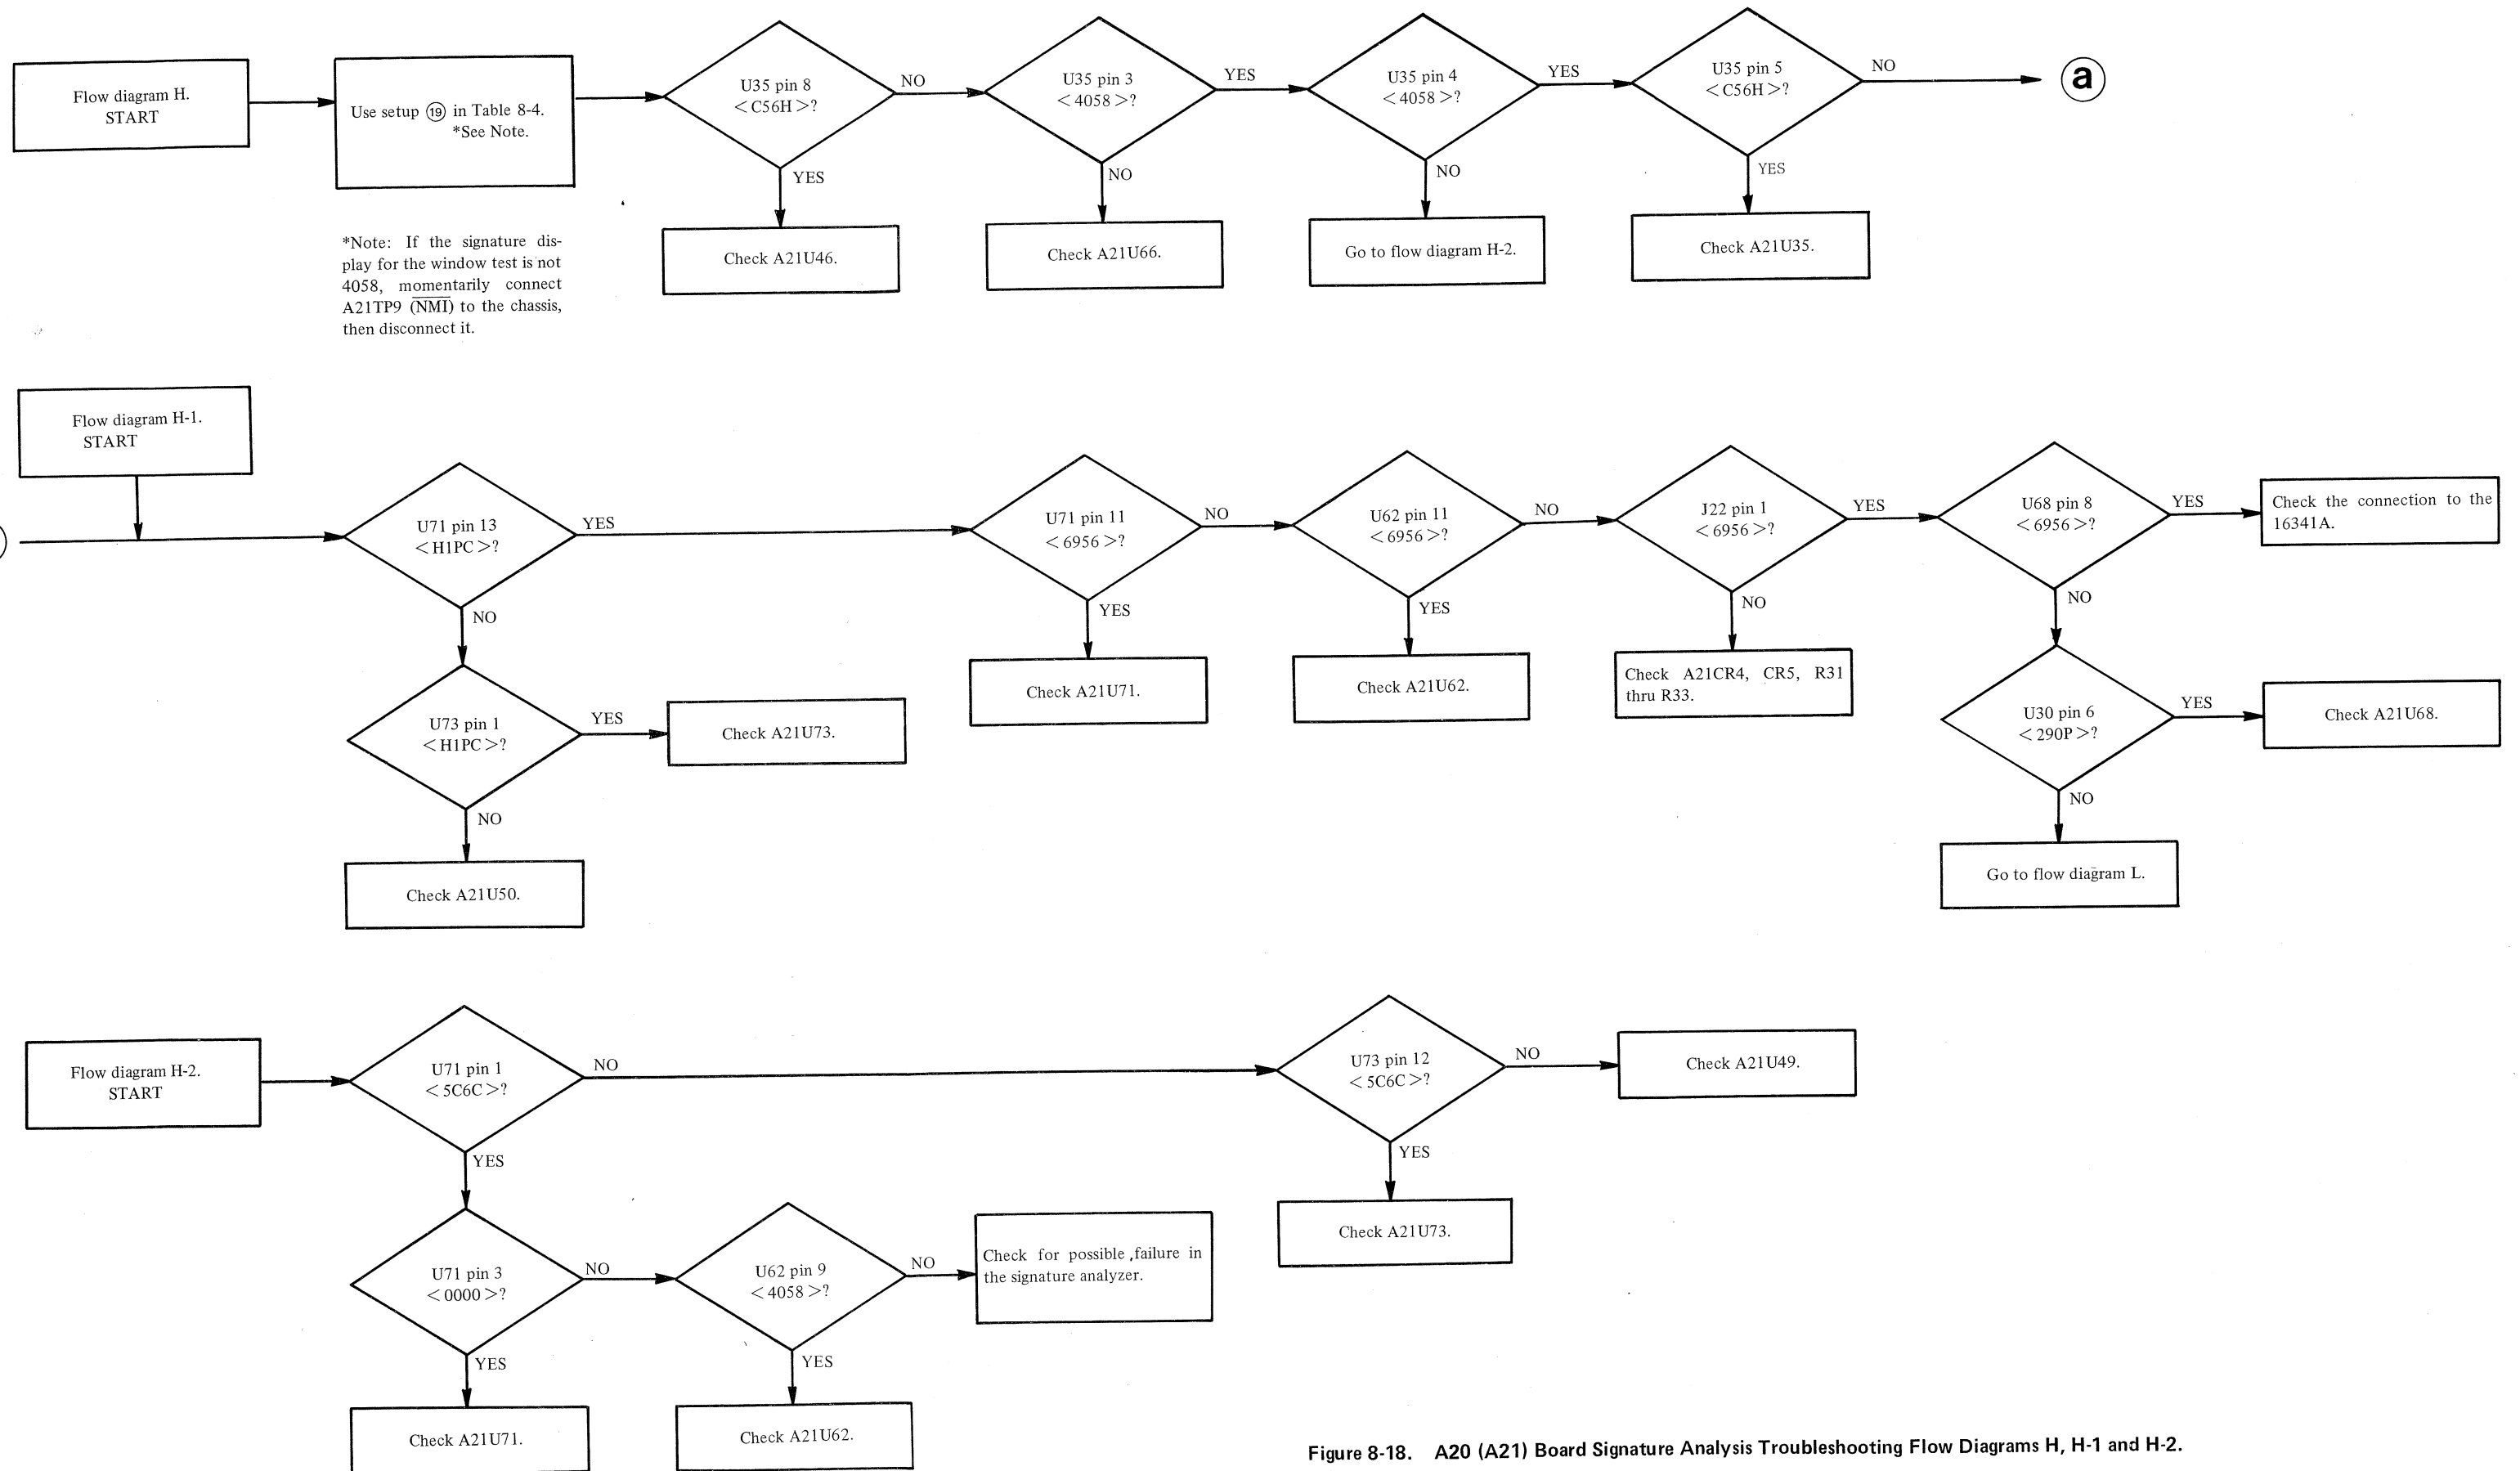 Flow diagram H.
START
Use setup ⑲ in Table 8-4.
*See Note.
*Note: If the signature dis-
play for the window test is not
4058, momentarily connect
A21TP9 (N̅M̅I̅) to the chassis,
then disconnect it.
U35 pin 8
<C56H>?
NO
YES
Check A21U46.
U35 pin 3
<4058>?
YES
NO
Check A21U66.
U35 pin 4
<4058>?
YES
NO
Go to flow diagram H-2.
U35 pin 5
<C56H>?
NO
YES
Check A21U35.
a
Flow diagram H-1.
START
U71 pin 13
<H1PC>?
YES
NO
U73 pin 1
<H1PC>?
YES
Check A21U73.
NO
Check A21U50.
U71 pin 11
<6956>?
NO
YES
Check A21U71.
U62 pin 11
<6956>?
NO
YES
Check A21U62.
J22 pin 1
<6956>?
YES
NO
Check A21CR4, CR5, R31
thru R33.
U68 pin 8
<6956>?
YES
Check the connection to the
16341A.
NO
U30 pin 6
<290P>?
YES
Check A21U68.
NO
Go to flow diagram L.
Flow diagram H-2.
START
U71 pin 1
<5C6C>?
NO
YES
U73 pin 12
<5C6C>?
NO
Check A21U49.
YES
Check A21U73.
U71 pin 3
<0000>?
NO
YES
Check A21U71.
U62 pin 9
<4058>?
NO
Check for possible ,failure in
the signature analyzer.
YES
Check A21U62.
Figure 8-18. A20 (A21) Board Signature Analysis Troubleshooting Flow Diagrams H, H-1 and H-2.